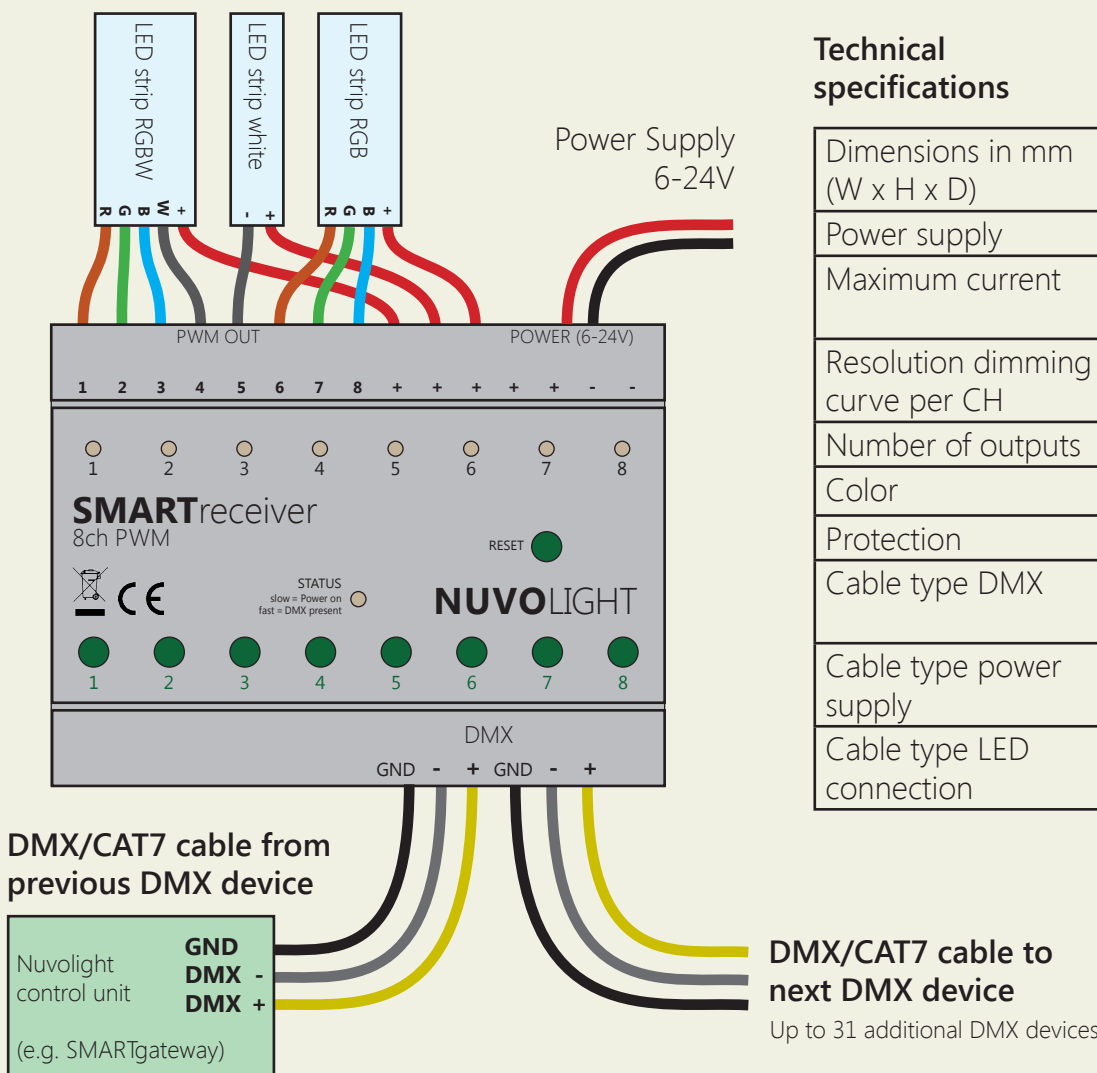 LED strip RGBW
R G B W +
LED strip white
- +
LED strip RGB
R G B +
Power Supply
6-24V
PWM OUT
POWER (6-24V)
1 2 3 4 5 6 7 8 + + + + + - -
1 2 3 4 5 6 7 8
SMARTreceiver
8ch PWM
RESET
CE
STATUS
slow = Power on
fast = DMX present
NUVOLIGHT
1 2 3 4 5 6 7 8
DMX
GND - + GND - +
DMX/CAT7 cable from
previous DMX device
Nuvolight
control unit
(e.g. SMARTgateway)
GND
DMX -
DMX +
DMX/CAT7 cable to
next DMX device
Up to 31 additional DMX devices
Technical
specifications
Dimensions in mm
(W x H x D)
Power supply
Maximum current
Resolution dimming
curve per CH
Number of outputs
Color
Protection
Cable type DMX
Cable type power
supply
Cable type LED
connection